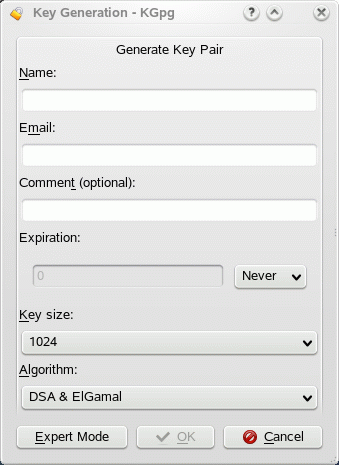 Key Generation - KGpg
Generate Key Pair
Name:
Email:
Comment (optional):
Expiration:
0 Never
Key size:
1024
Algorithm:
DSA & ElGamal
Expert Mode OK Cancel